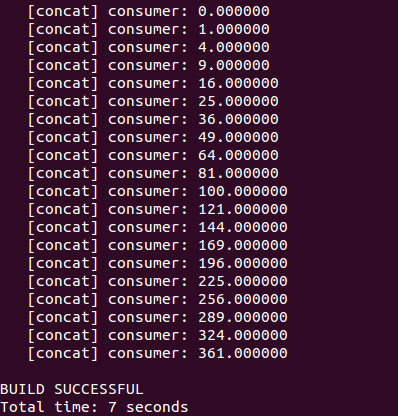 [concat] consumer: 0.000000
[concat] consumer: 1.000000
[concat] consumer: 4.000000
[concat] consumer: 9.000000
[concat] consumer: 16.000000
[concat] consumer: 25.000000
[concat] consumer: 36.000000
[concat] consumer: 49.000000
[concat] consumer: 64.000000
[concat] consumer: 81.000000
[concat] consumer: 100.000000
[concat] consumer: 121.000000
[concat] consumer: 144.000000
[concat] consumer: 169.000000
[concat] consumer: 196.000000
[concat] consumer: 225.000000
[concat] consumer: 256.000000
[concat] consumer: 289.000000
[concat] consumer: 324.000000
[concat] consumer: 361.000000
BUILD SUCCESSFUL
Total time: 7 seconds